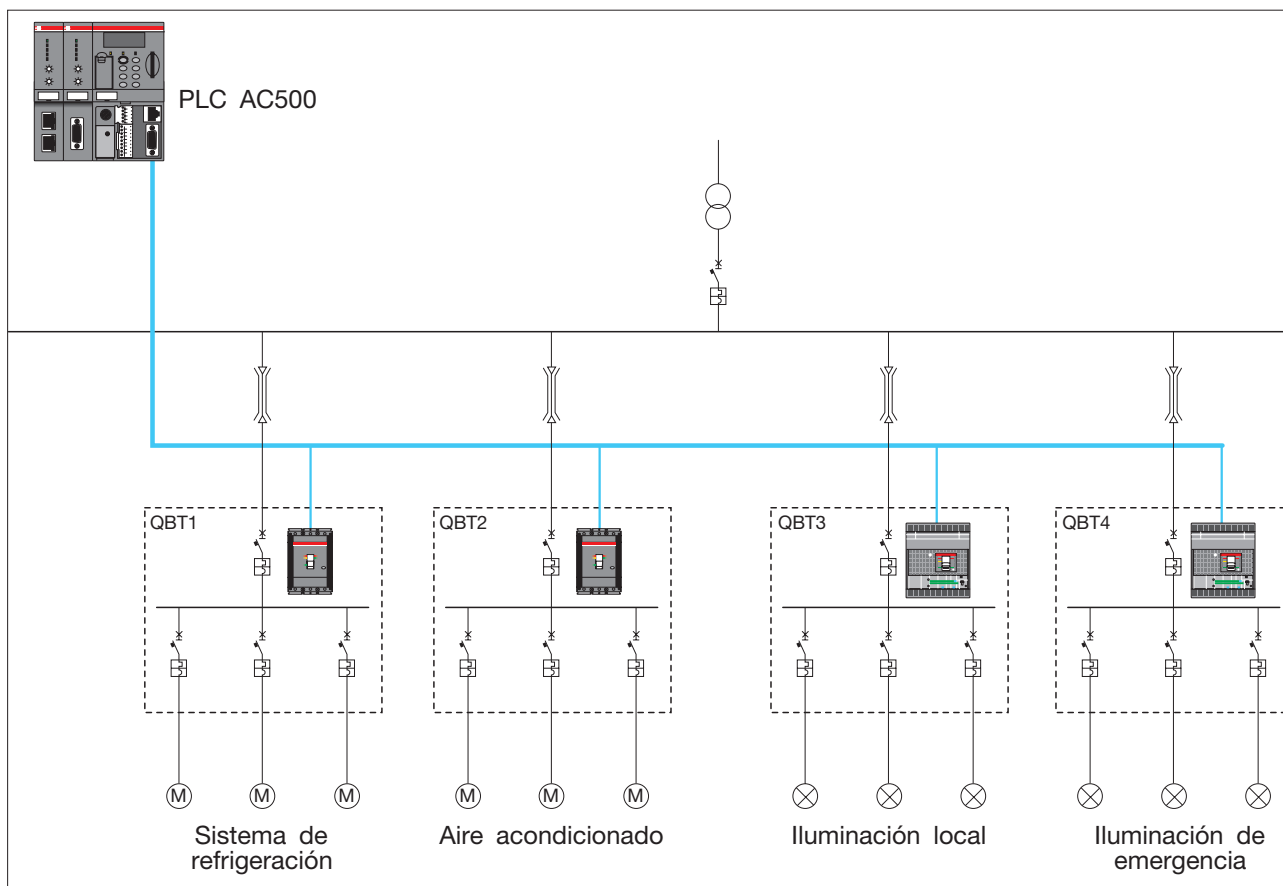 PLC AC500
QBT1
QBT2
QBT3
QBT4
M
M
M
M
M
M
Sistema de
refrigeración
Aire acondicionado
Iluminación local
Iluminación de
emergencia